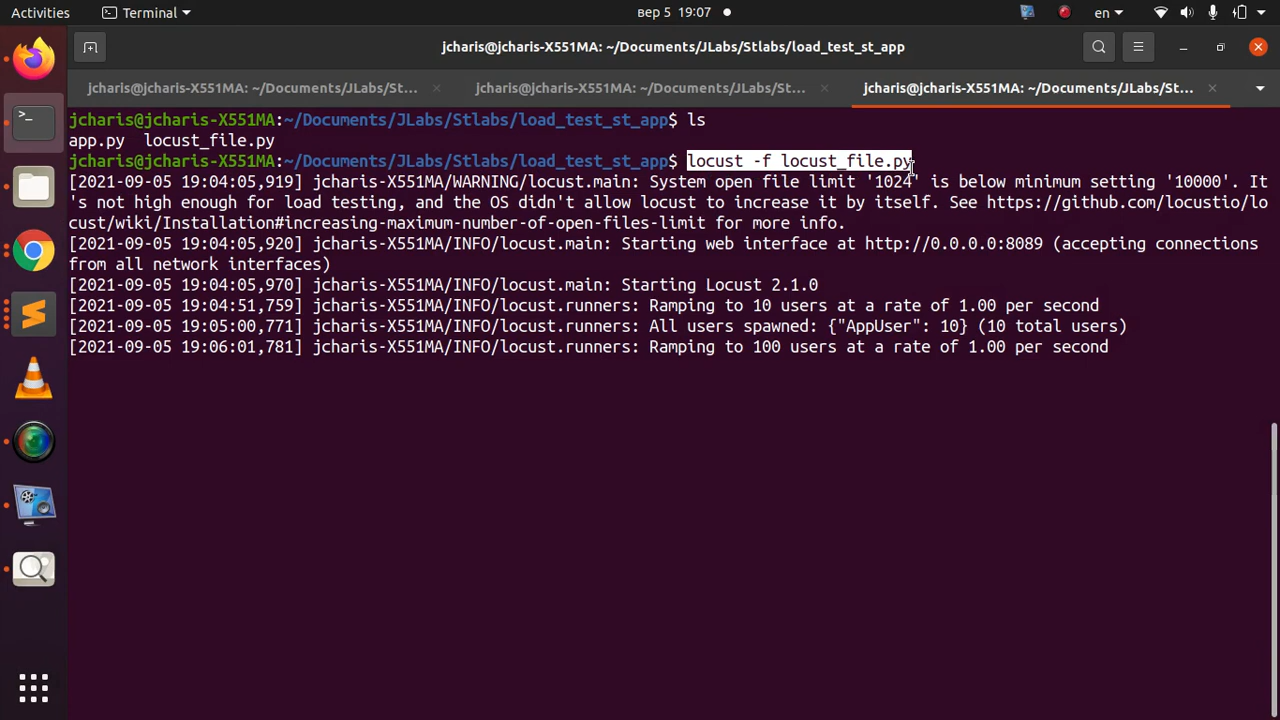 Activities
Terminal
вер 5 19:07
en
jcharis@jcharis-X551MA: ~/Documents/JLabs/Stlabs/load_test_st_app
jcharis@jcharis-X551MA: ~/Documents/JLabs/St...
jcharis@jcharis-X551MA: ~/Documents/JLabs/St...
jcharis@jcharis-X551MA: ~/Documents/JLabs/St...
jcharis@jcharis-X551MA:~/Documents/JLabs/Stlabs/load_test_st_app$ ls
app.py  locust_file.py
jcharis@jcharis-X551MA:~/Documents/JLabs/Stlabs/load_test_st_app$ locust -f locust_file.py
[2021-09-05 19:04:05,919] jcharis-X551MA/WARNING/locust.main: System open file limit '1024' is below minimum setting '10000'. It
's not high enough for load testing, and the OS didn't allow locust to increase it by itself. See https://github.com/locustio/lo
cust/wiki/Installation#increasing-maximum-number-of-open-files-limit for more info.
[2021-09-05 19:04:05,920] jcharis-X551MA/INFO/locust.main: Starting web interface at http://0.0.0.0:8089 (accepting connections
from all network interfaces)
[2021-09-05 19:04:05,970] jcharis-X551MA/INFO/locust.main: Starting Locust 2.1.0
[2021-09-05 19:04:51,759] jcharis-X551MA/INFO/locust.runners: Ramping to 10 users at a rate of 1.00 per second
[2021-09-05 19:05:00,771] jcharis-X551MA/INFO/locust.runners: All users spawned: {"AppUser": 10} (10 total users)
[2021-09-05 19:06:01,781] jcharis-X551MA/INFO/locust.runners: Ramping to 100 users at a rate of 1.00 per second